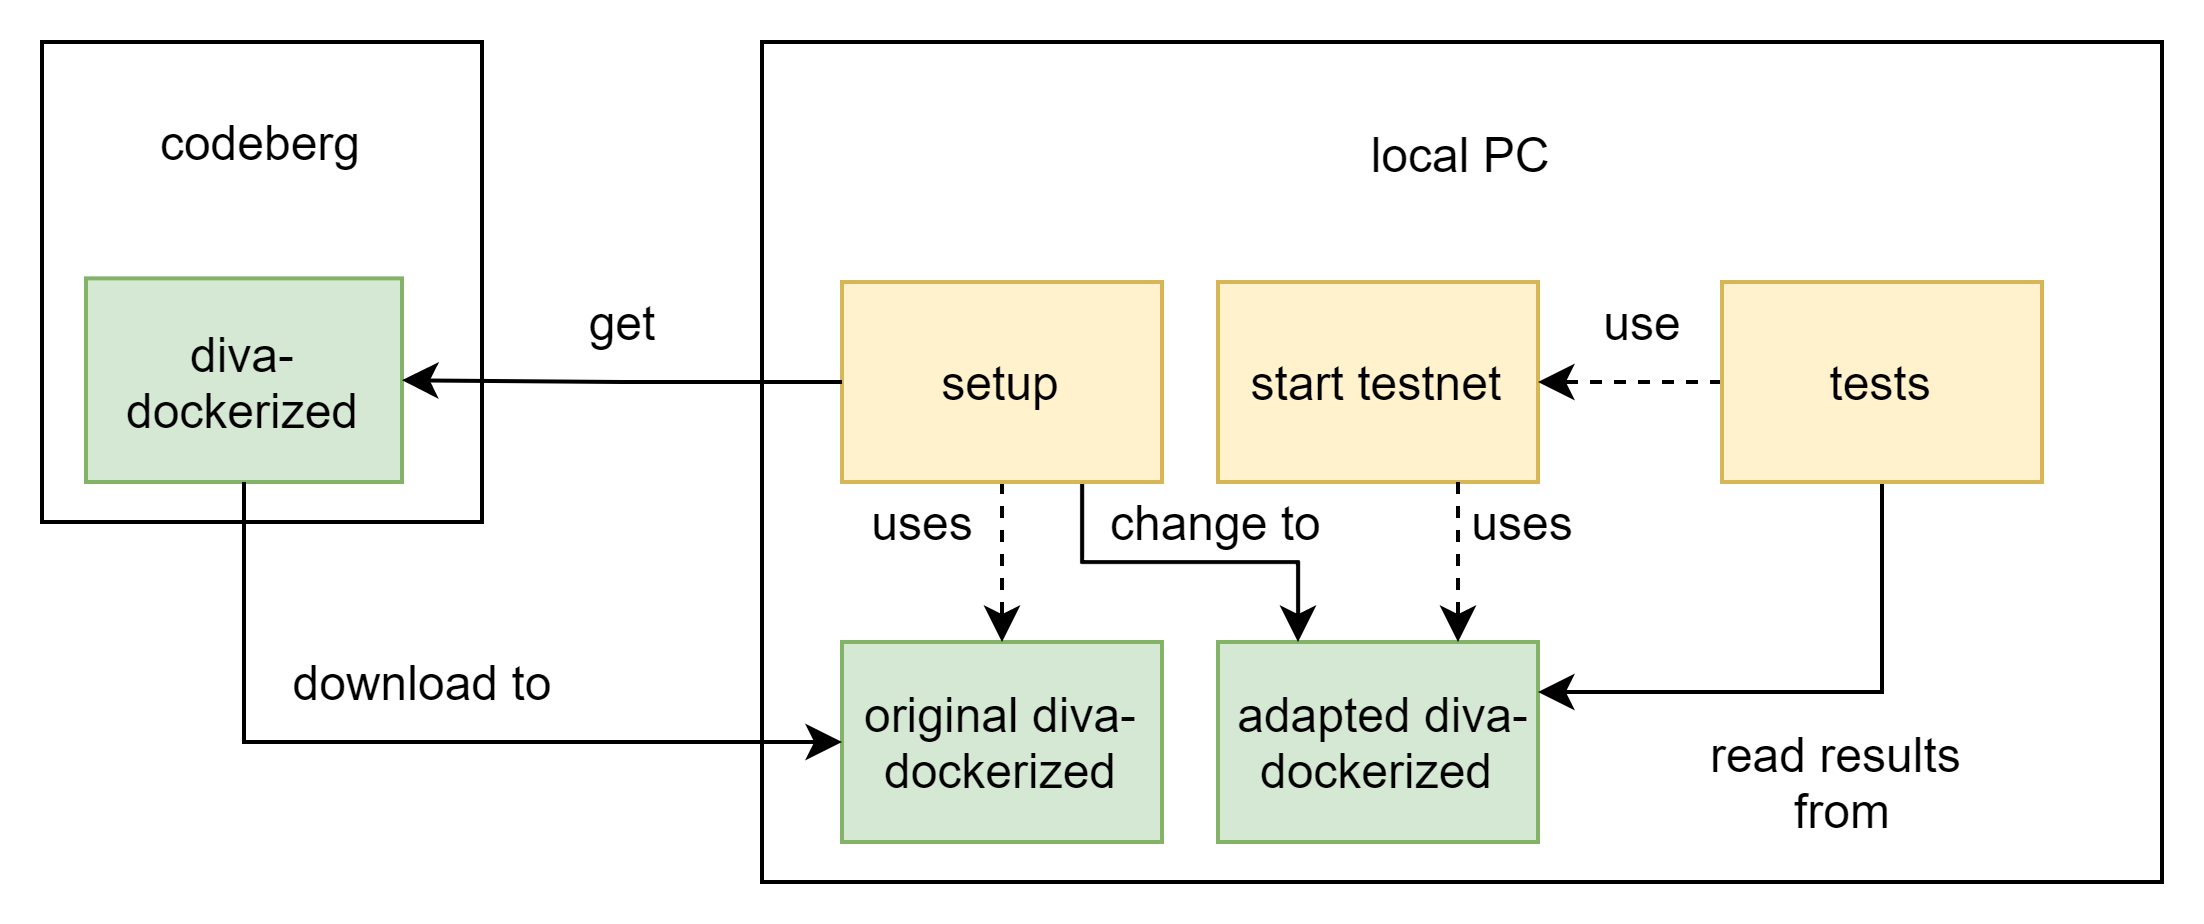 codeberg
local PC
diva-
dockerized
get
setup
start testnet
use
tests
uses
change to
uses
download to
original diva-
dockerized
adapted diva-
dockerized
read results
from